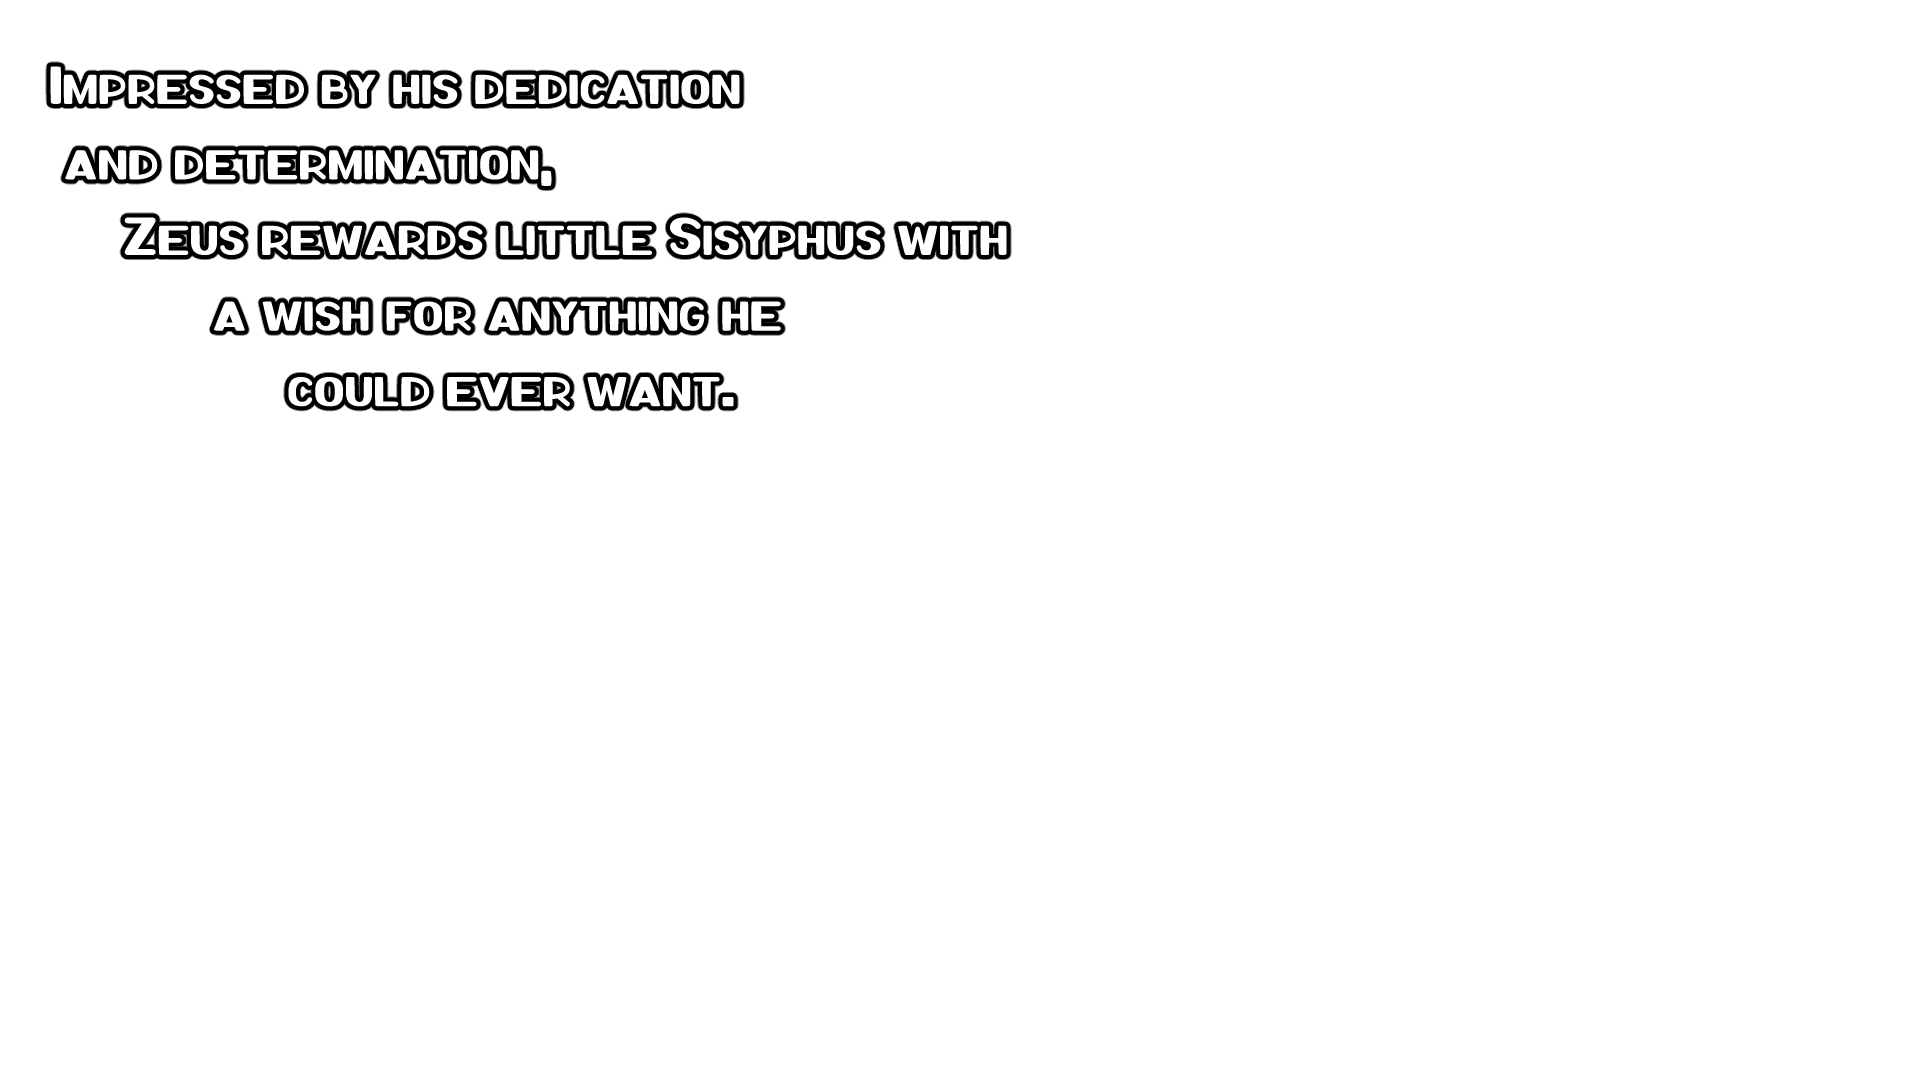 Impressed by his dedication
and determination,
Zeus rewards little Sisyphus with
a wish for anything he
could ever want.